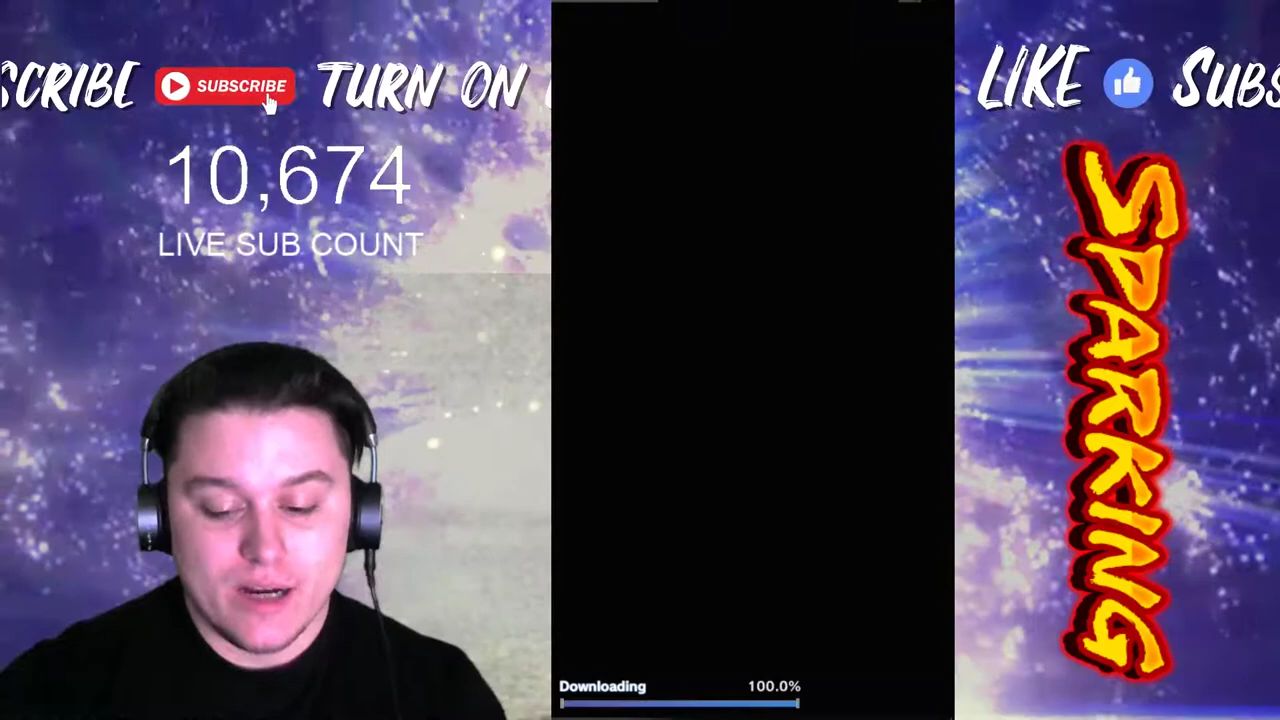 SCRIBE SUBSCRIBE TURN ON
LIKE SUBS
10,674
LIVE SUB COUNT
SPARKING
Downloading 100.0%